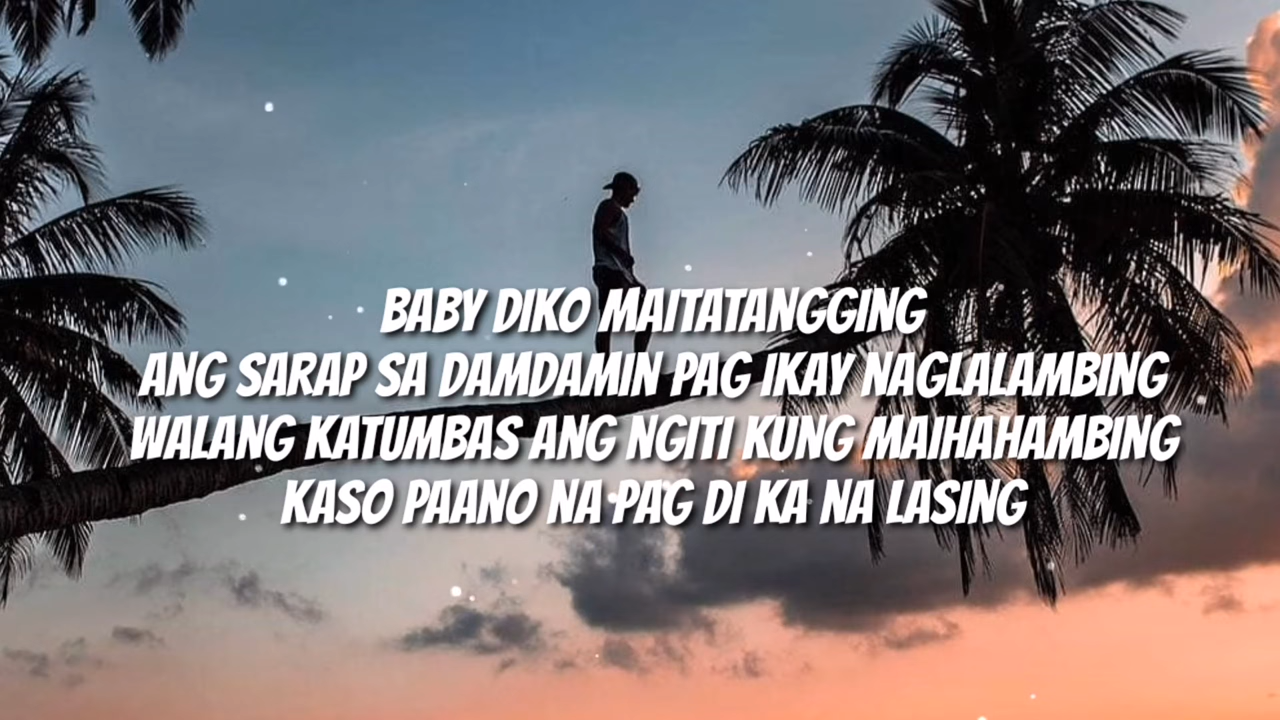 BABY DIKO MAITATANGGING
ANG SARAP SA DAMDAMIN PAG IKAY NAGLALAMBING
WALANG KATUMBAS ANG NGITI KUNG MAIHAHAMBING
KASO PAANO NA PAG DI KA NA LASING